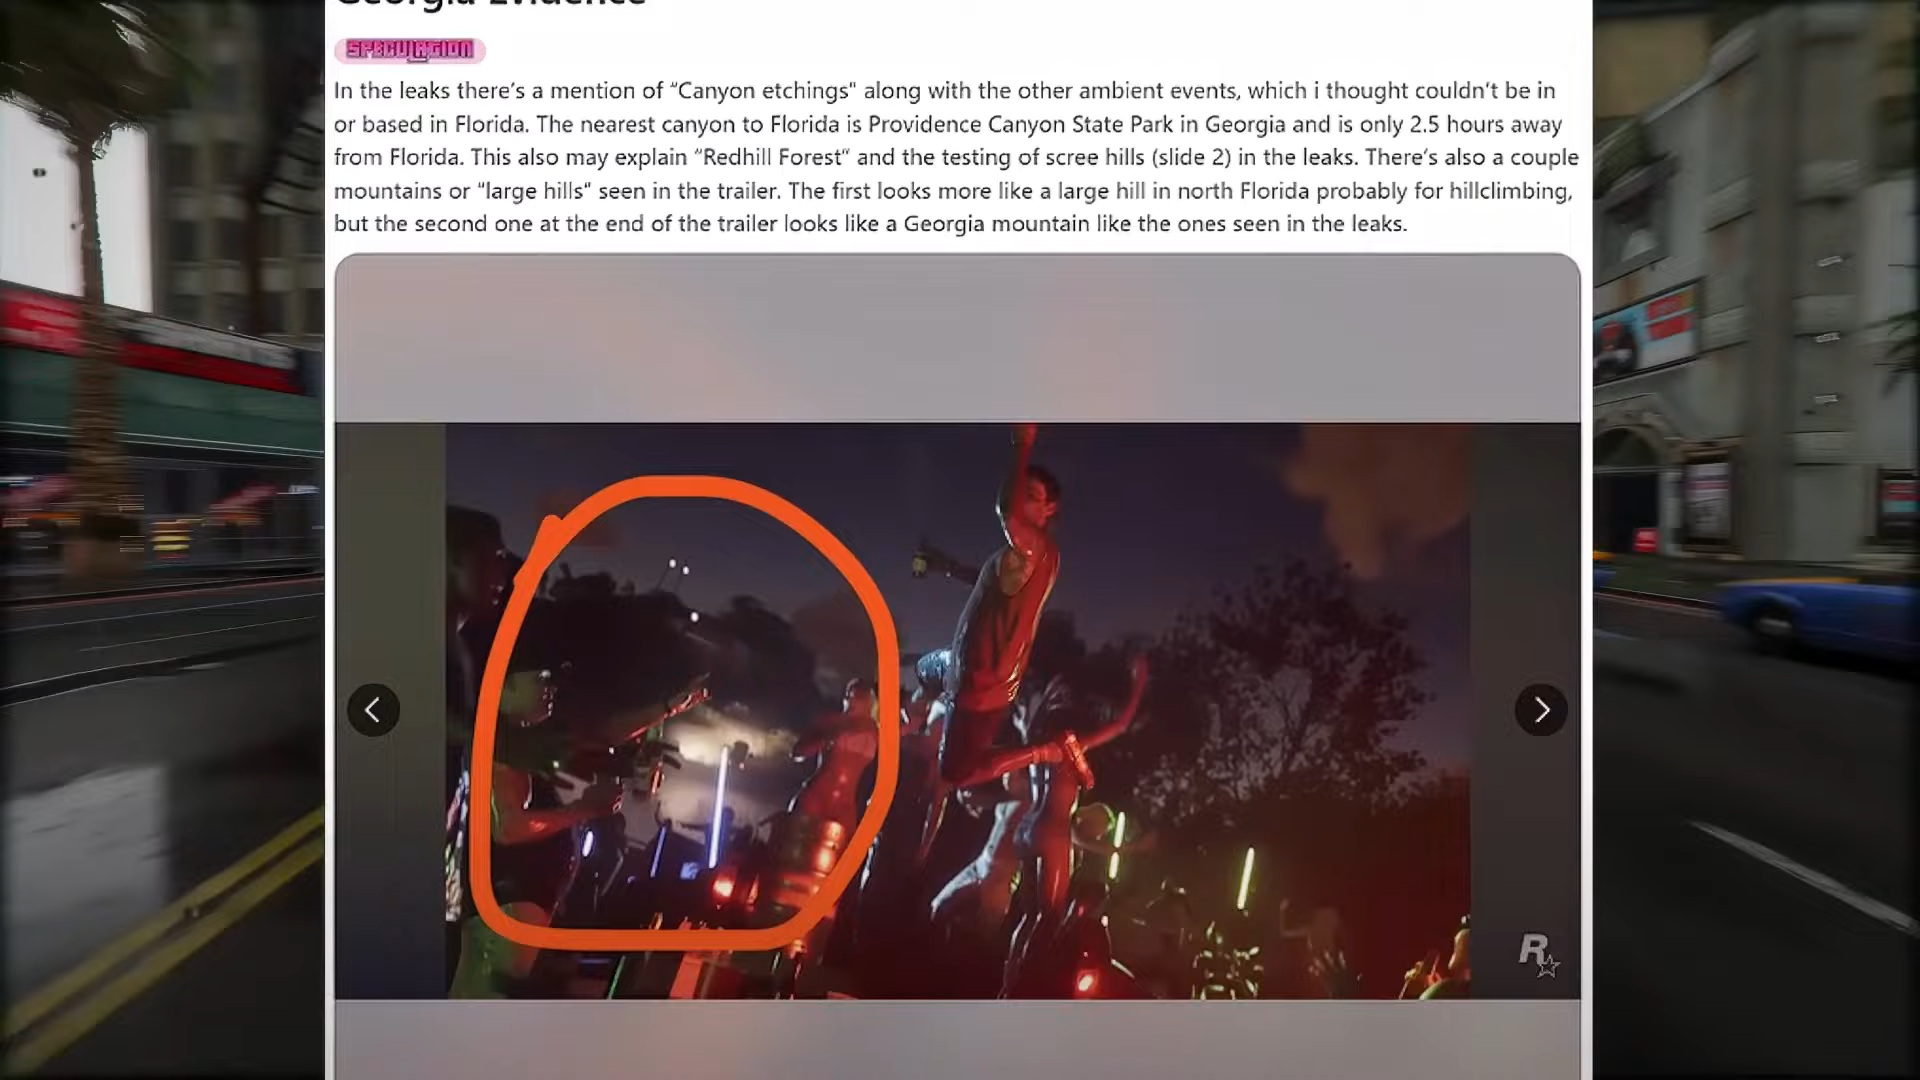 Georgia Evidence
SPECULATION
In the leaks there's a mention of “Canyon etchings" along with the other ambient events, which i thought couldn't be in
or based in Florida. The nearest canyon to Florida is Providence Canyon State Park in Georgia and is only 2.5 hours away
from Florida. This also may explain “Redhill Forest“ and the testing of scree hills (slide 2) in the leaks. There's also a couple
mountains or “large hills“ seen in the trailer. The first looks more like a large hill in north Florida probably for hillclimbing,
but the second one at the end of the trailer looks like a Georgia mountain like the ones seen in the leaks.
R